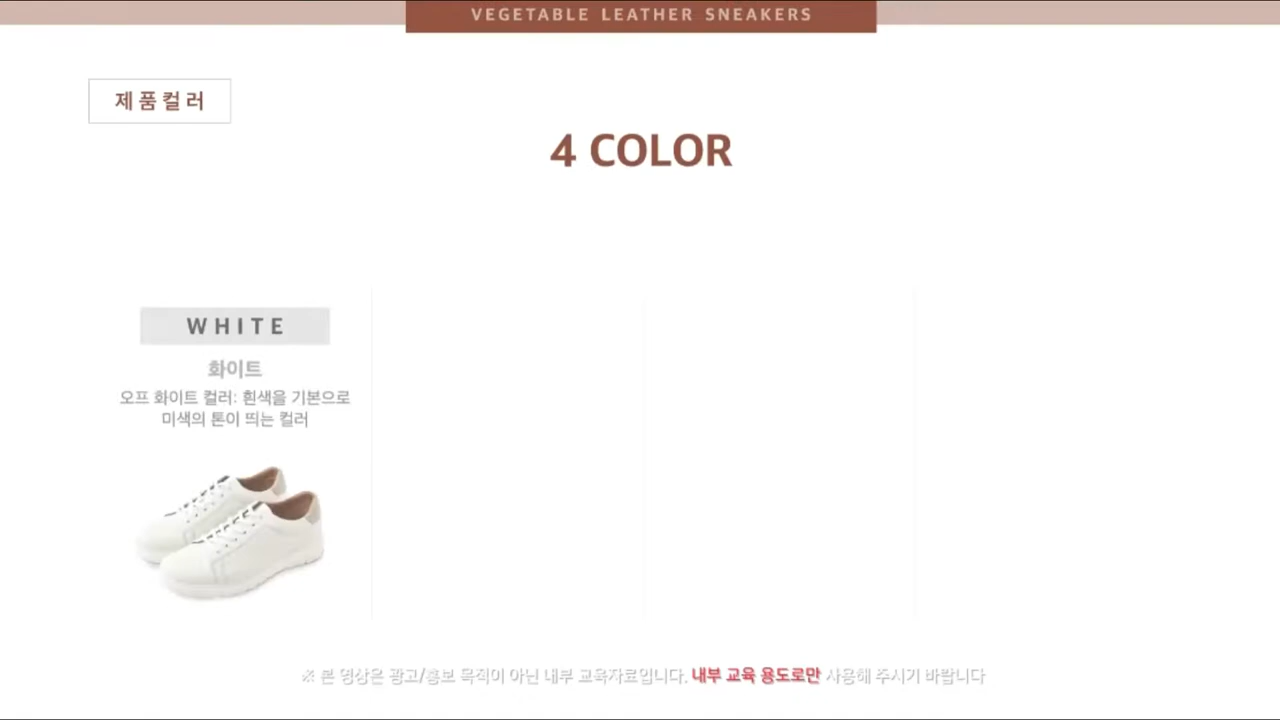 VEGETABLE LEATHER SNEAKERS
제품컬러
4 COLOR
WHITE
화이트
오프 화이트 컬러: 흰색을 기본으로
미색의 톤이 띄는 컬러
※ 본 영상은 광고/홍보 목적이 아닌 내부 교육자료입니다. 내부 교육 용도로만 사용해 주시기 바랍니다